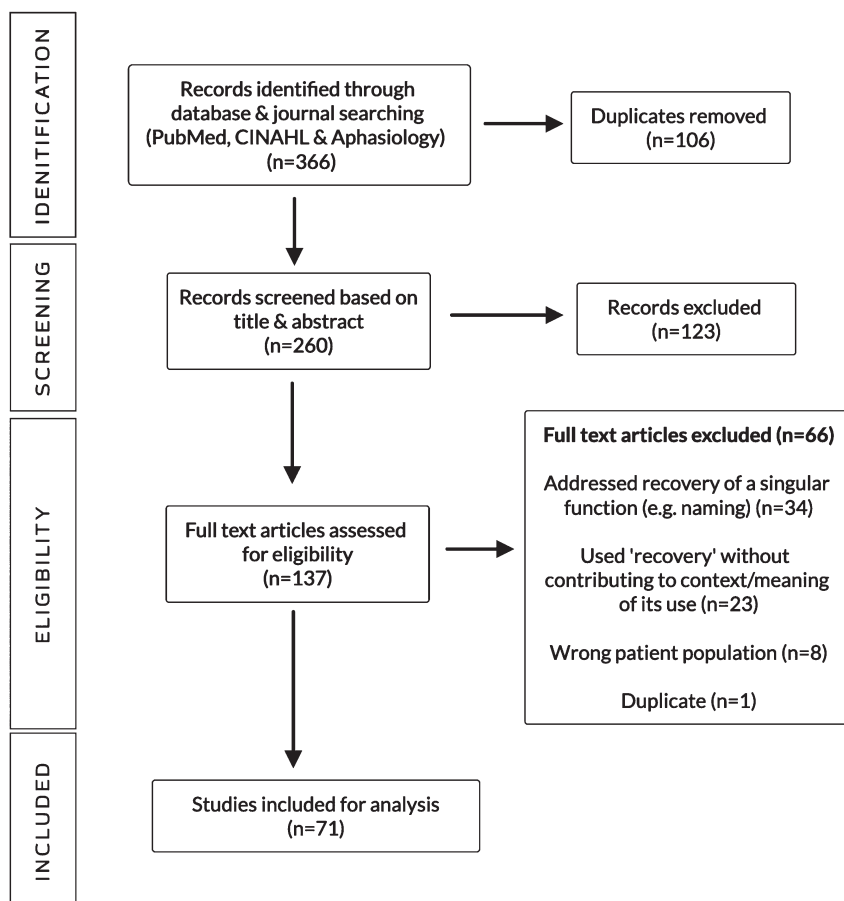 IDENITIFICATION
Records identified through
database & journal searching
(PubMed, CINAHL & Aphasiology)
(n=366)
Duplicates removed
(n=106)
SCREENING
Records screened based on
title & abstract
(n=260)
Records excluded
(n=123)
ELIGIBILITY
Full text articles assessed
for eligibility
(n=137)
Full text articles excluded (n=66)
Addressed recovery of a singular
function (e.g. naming) (n=34)
Used 'recovery' without
contributing to context/meaning
of its use (n=23)
Wrong patient population (n=8)
Duplicate (n=1)
INCLUDED
Studies included for analysis
(n=71)